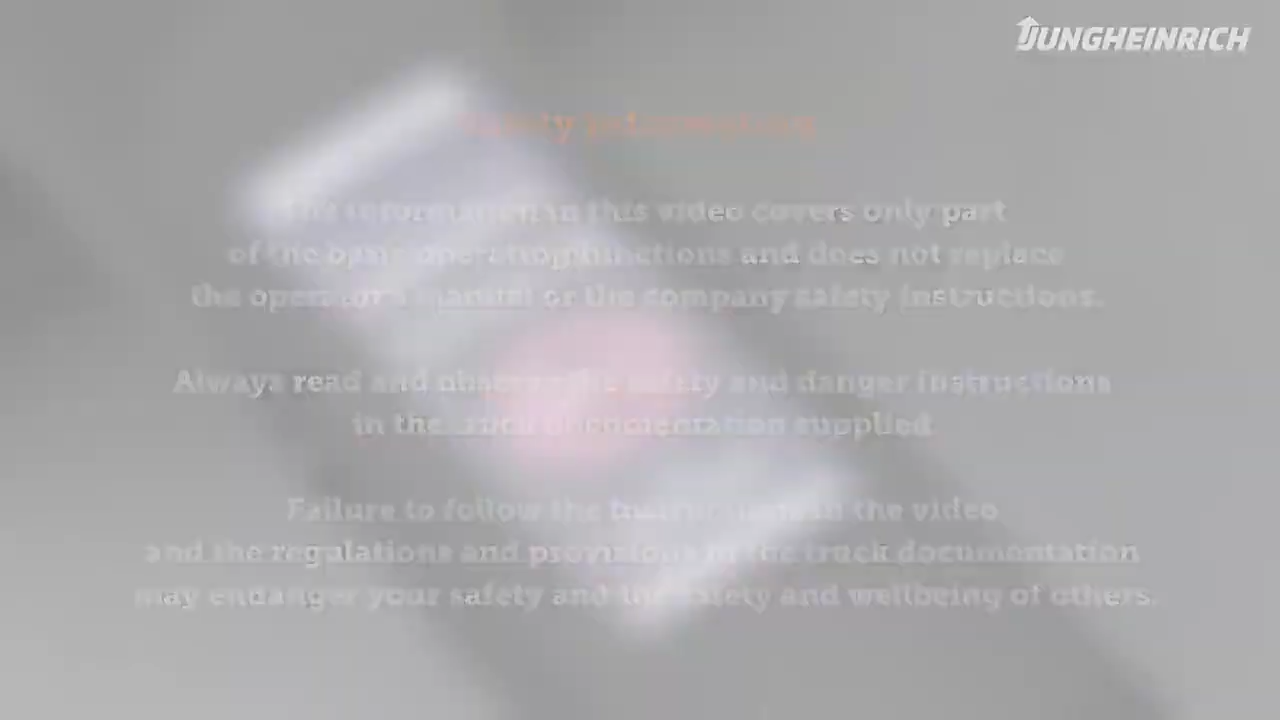 JUNGHEINRICH
Safety Information
The information in this video covers only part
of the basic operating functions and does not replace
the operator's manual or the company safety instructions.
Always read and observe the safety and danger instructions
in the truck documentation supplied.
Failure to follow the instructions in the video
and the regulations and provisions in the truck documentation
may endanger your safety and the safety and wellbeing of others.